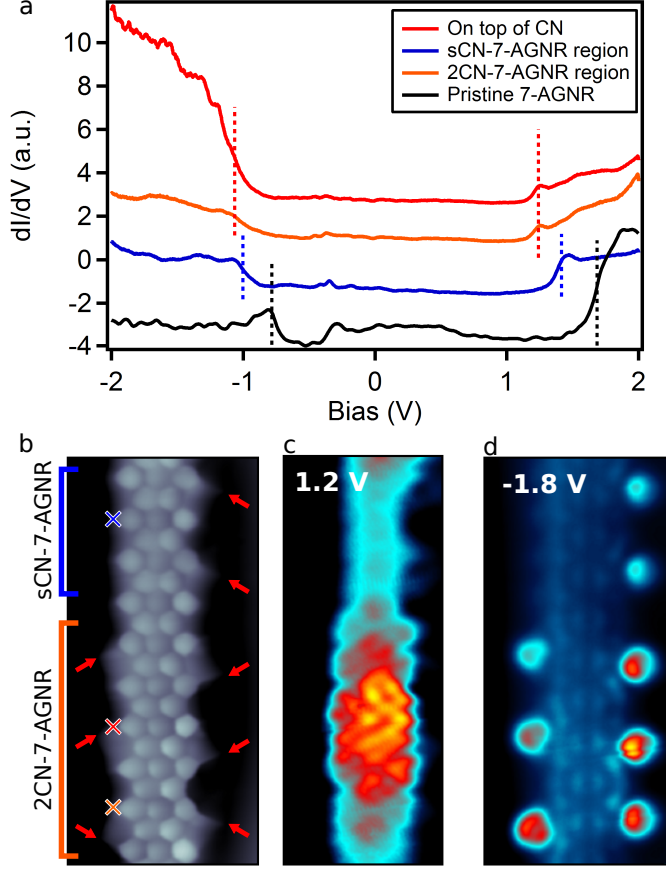 a
10
8
6
4
2
0
-2
-4
dI/dV (a.u.)
On top of CN
sCN-7-AGNR region
2CN-7-AGNR region
Pristine 7-AGNR
-2
-1
0
1
2
Bias (V)
b
c
d
sCN-7-AGNR
2CN-7-AGNR
1.2 V
-1.8 V